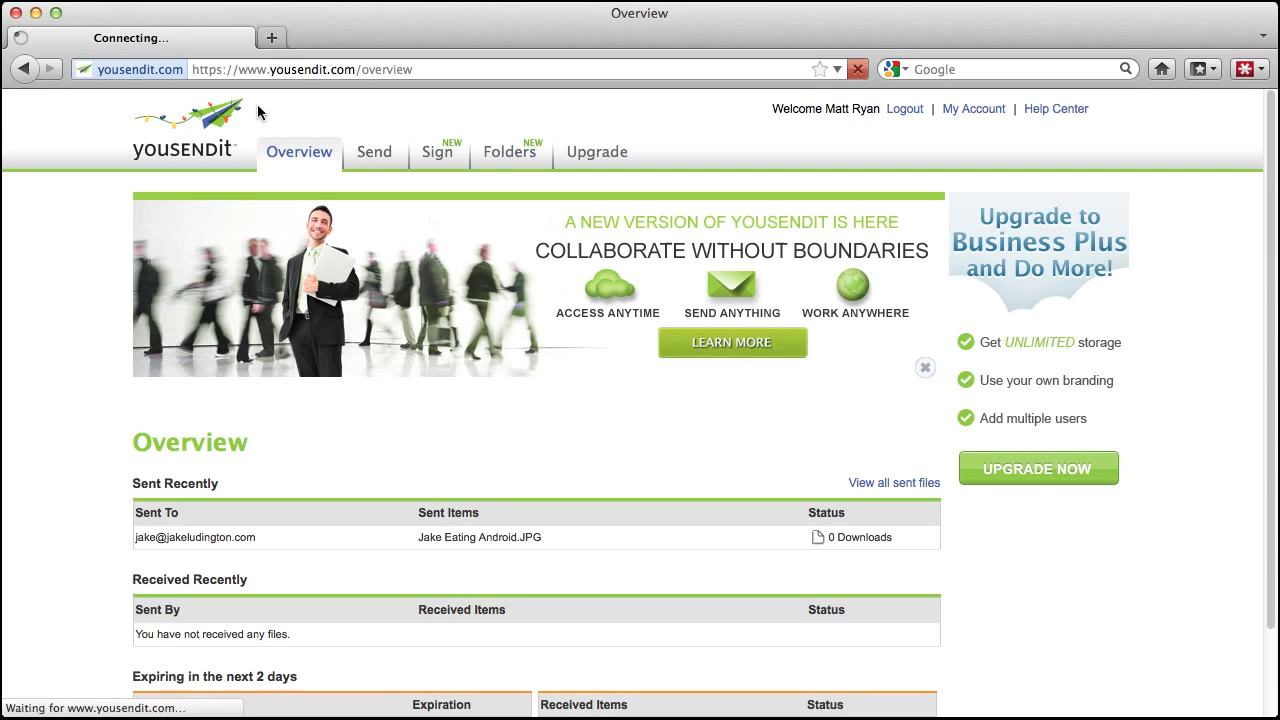 Overview
Connecting...
yousendit.com https://www.yousendit.com/overview Google
Welcome Matt Ryan Logout | My Account | Help Center
yousendit
Overview Send Sign NEW Folders NEW Upgrade
A NEW VERSION OF YOUSENDIT IS HERE
COLLABORATE WITHOUT BOUNDARIES
ACCESS ANYTIME SEND ANYTHING WORK ANYWHERE
LEARN MORE
Upgrade to
Business Plus
and Do More!
Get UNLIMITED storage
Use your own branding
Add multiple users
UPGRADE NOW
Overview
Sent Recently View all sent files
Sent To Sent Items Status
jake@jakeludington.com Jake Eating Android.JPG 0 Downloads
Received Recently
Sent By Received Items Status
You have not received any files.
Expiring in the next 2 days
Expiration Received Items Status
Waiting for www.yousendit.com...